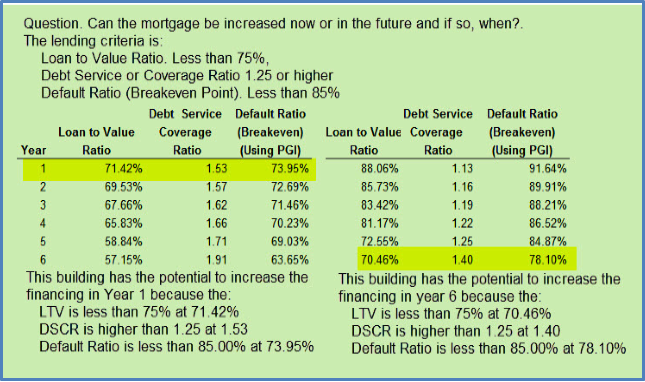 Question. Can the mortgage be increased now or in the future and if so, when?.
The lending criteria is:
Loan to Value Ratio. Less than 75%,
Debt Service or Coverage Ratio 1.25 or higher
Default Ratio (Breakeven Point). Less than 85%
Debt Service Default Ratio Debt Service Default Ratio
Loan to Value Coverage (Breakeven) Loan to Value Coverage (Breakeven)
Year Ratio Ratio (Using PGI) Ratio Ratio (Using PGI)
1 71.42% 1.53 73.95% 88.06% 1.13 91.64%
2 69.53% 1.57 72.69% 85.73% 1.16 89.91%
3 67.66% 1.62 71.46% 83.42% 1.19 88.21%
4 65.83% 1.66 70.23% 81.17% 1.22 86.52%
5 58.84% 1.71 69.03% 72.55% 1.25 84.87%
6 57.15% 1.91 63.65% 70.46% 1.40 78.10%
This building has the potential to increase the
financing in Year 1 because the:
LTV is less than 75% at 71.42%
DSCR is higher than 1.25 at 1.53
Default Ratio is less than 85.00% at 73.95%
This building has the potential to increase the
financing in year 6 because the:
LTV is less than 75% at 70.46%
DSCR is higher than 1.25 at 1.40
Default Ratio is less than 85.00% at 78.10%